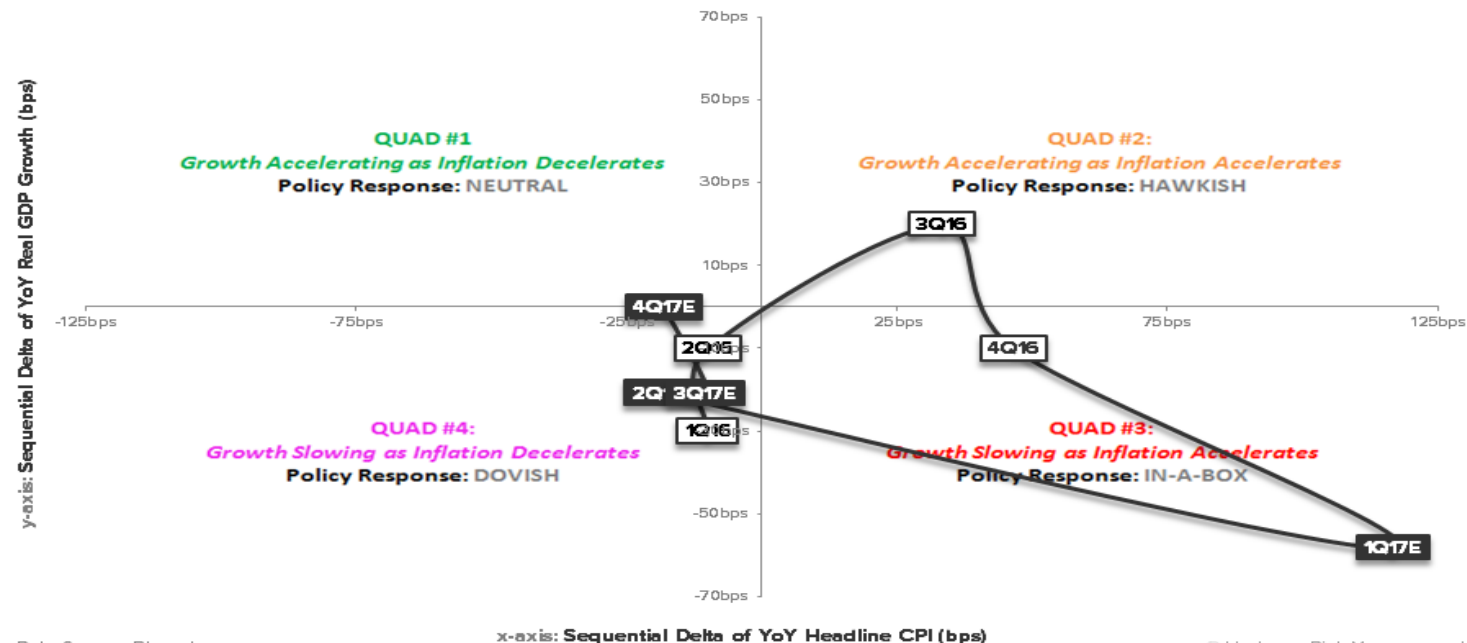 70bps
y-axis: Sequential Delta of YoY Real GDP Growth (bps)
50bps
QUAD #1
Growth Accelerating as Inflation Decelerates
Policy Response: NEUTRAL
QUAD #2:
Growth Accelerating as Inflation Accelerates
Policy Response: HAWKISH
30bps
3Q16
10bps
4Q17E
-125bps
-75bps
-25bps
25bps
75bps
125bps
4Q16
3Q17E
1Q16
QUAD #4:
Growth Slowing as Inflation Decelerates
Policy Response: DOVISH
QUAD #3:
Growth Slowing as Inflation Accelerates
Policy Response: IN-A-BOX
-50bps
1Q17E
-70bps
x-axis: Sequential Delta of YoY Headline CPI (bps)